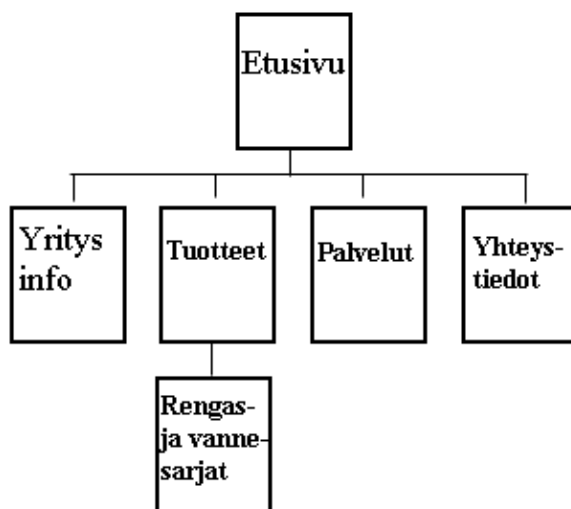 Etusivu
Yritys
info
Tuotteet
Palvelut
Yhteys-
tiedot
Rengas-
ja vanne-
sarjat